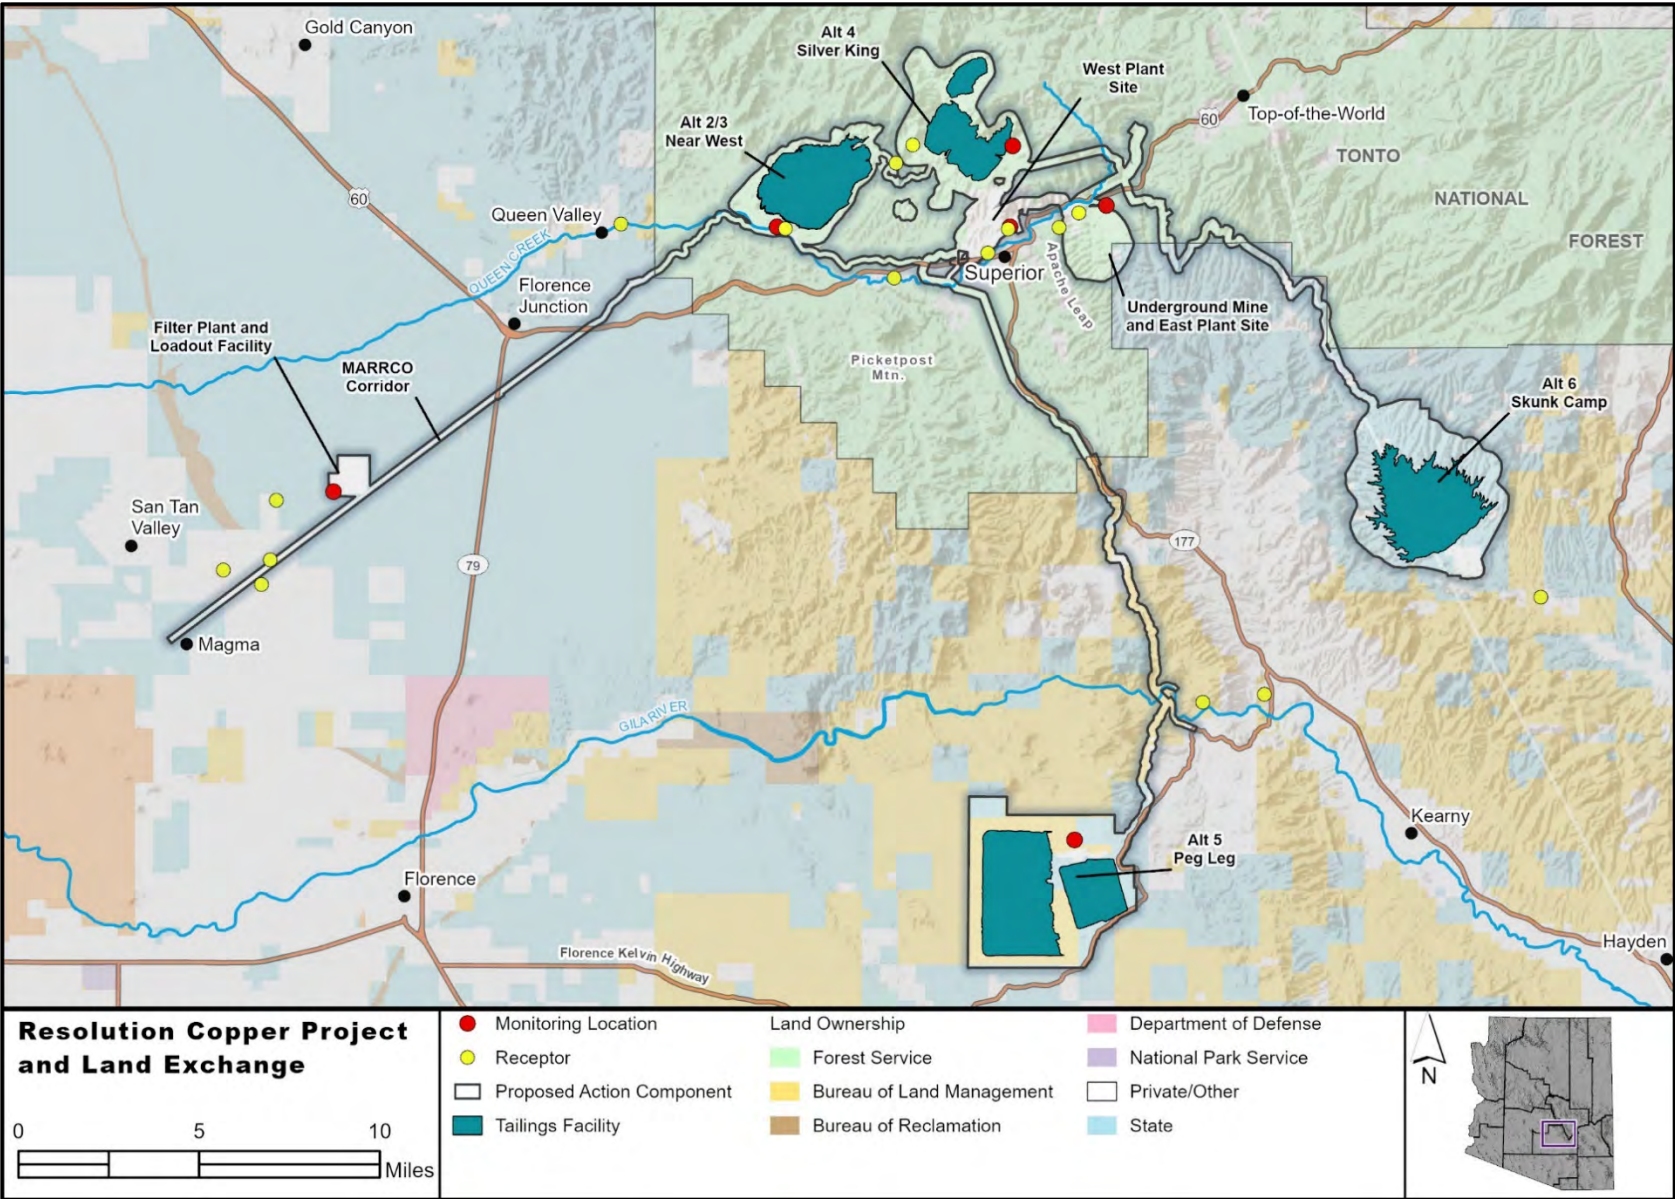 Gold Canyon
Alt 4
Silver King
West Plant
Site
Top-of-the-World
60
Alt 2/3
Near West
TONTO
NATIONAL
FOREST
60
Queen Valley
QUEEN CREEK
Superior
Apache Leap
Florence
Junction
Underground Mine
and East Plant Site
Filter Plant and
Loadout Facility
MARRCO
Corridor
Picketpost
Mtn.
Alt 6
Skunk Camp
San Tan
Valley
177
79
Magma
GILA RIVER
Kearny
Alt 5
Peg Leg
Florence
Hayden
Florence Kelvin Highway
Resolution Copper Project
and Land Exchange
0 5 10
Miles
Monitoring Location
Receptor
Proposed Action Component
Tailings Facility
Land Ownership
Forest Service
Bureau of Land Management
Bureau of Reclamation
Department of Defense
National Park Service
Private/Other
State
N